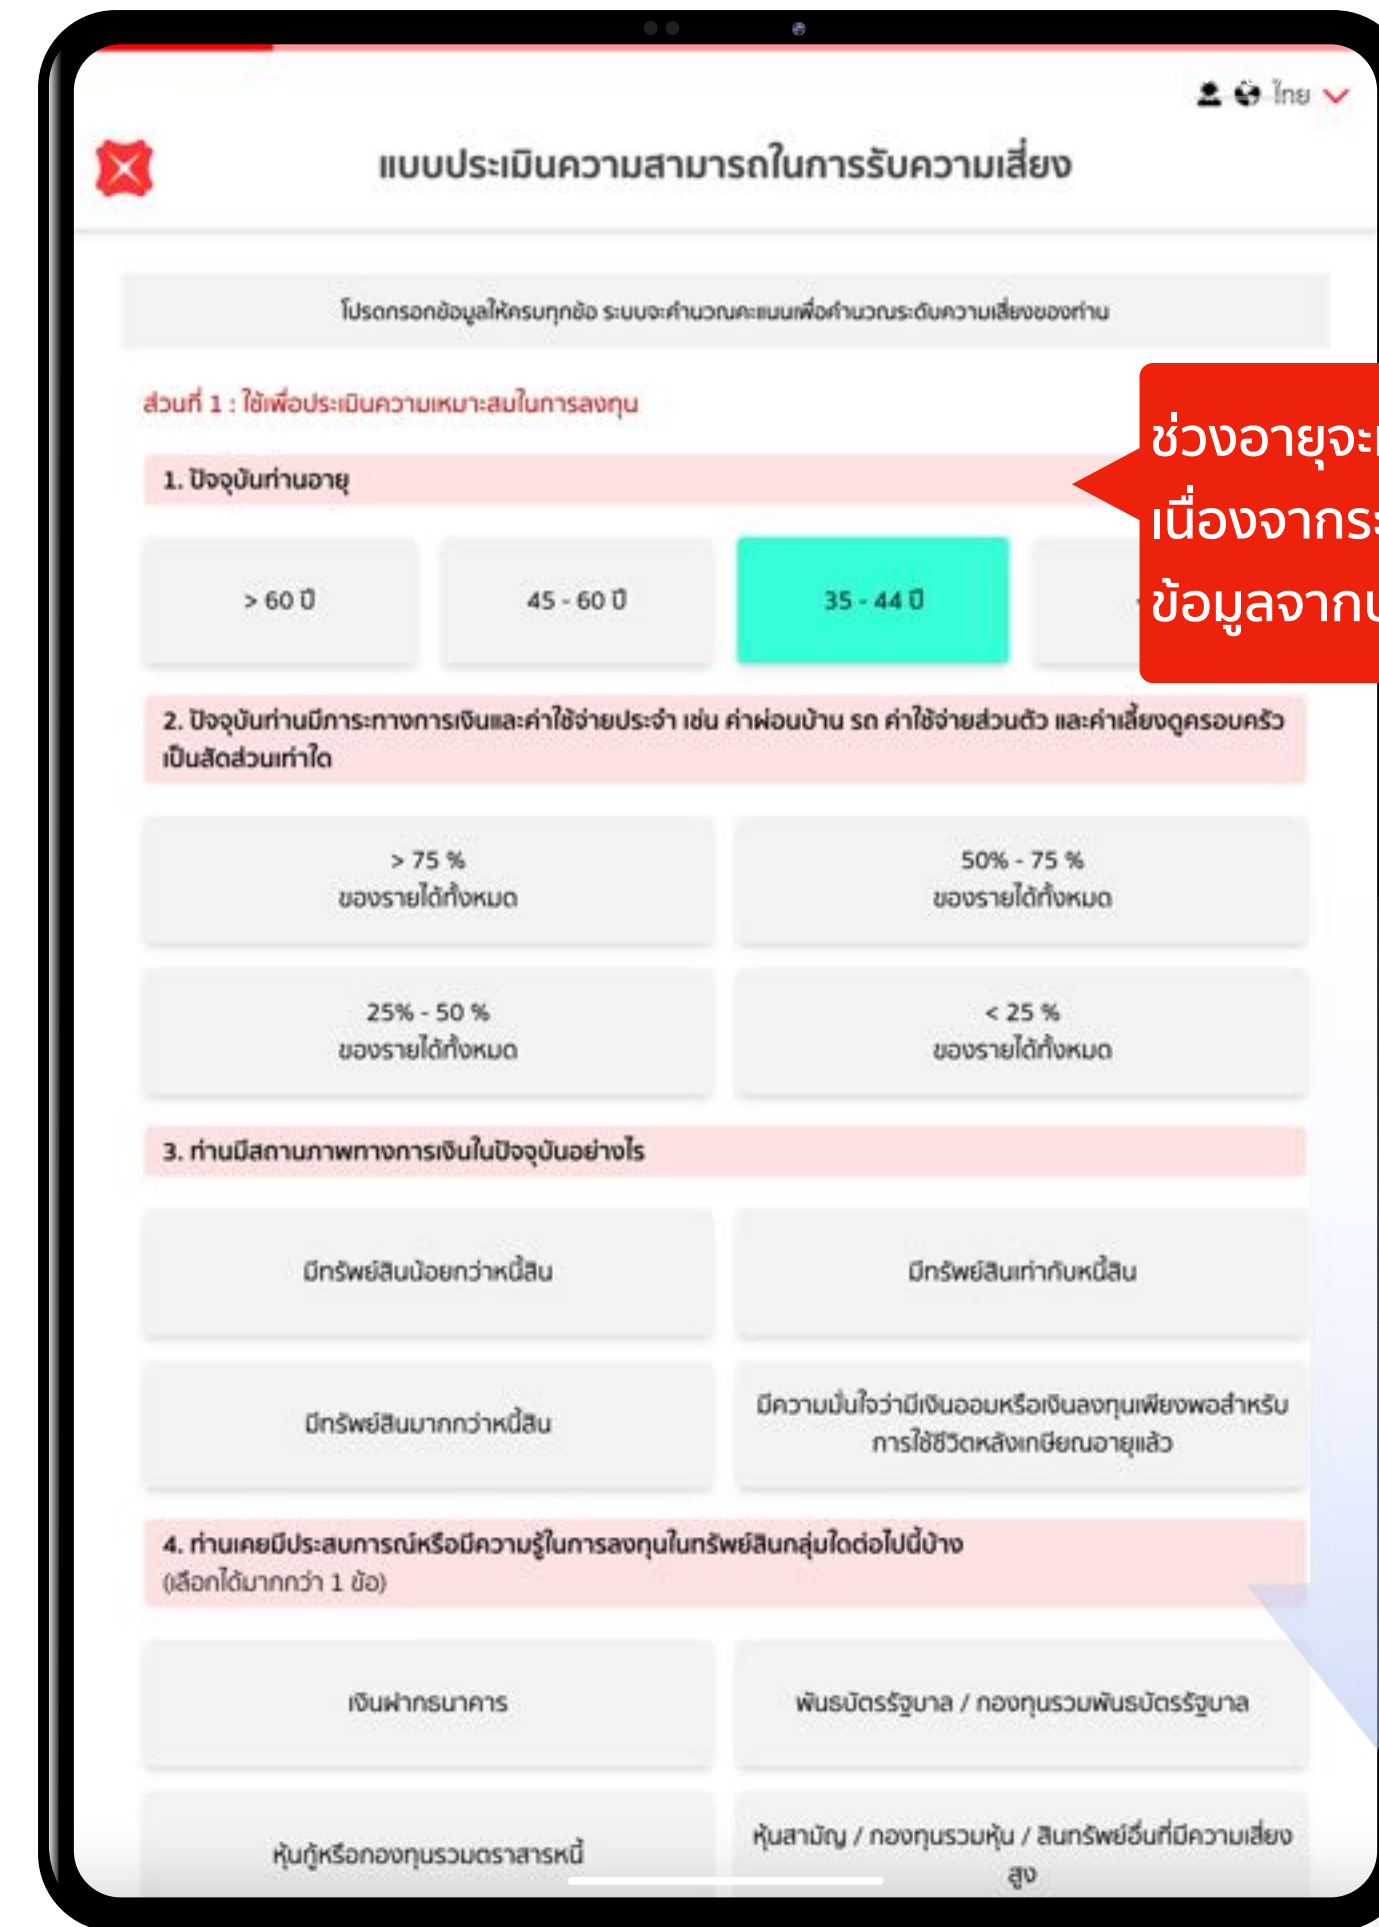 ไทย
แบบประเมินความสามารถในการรับความเสี่ยง
โปรดกรอกข้อมูลให้ครบทุกข้อ ระบบจะคำนวณคะแนนเพื่อคำนวณระดับความเสี่ยงของท่าน
ส่วนที่ 1 : ใช้เพื่อประเมินความเหมาะสมในการลงทุน
ช่วงอายุจะ
เนื่องจากระ
ข้อมูลจาก
1. ปัจจุบันท่านอายุ
> 60 ปี
45 - 60 ปี
35 - 44 ปี
2. ปัจจุบันท่านมีภาระทางการเงินและค่าใช้จ่ายประจำ เช่น ค่าผ่อนบ้าน รถ ค่าใช้จ่ายส่วนตัว และค่าเลี้ยงดูครอบครัว
เป็นสัดส่วนเท่าใด
> 75 %
ของรายได้ทั้งหมด
50% - 75 %
ของรายได้ทั้งหมด
25% - 50 %
ของรายได้ทั้งหมด
< 25 %
ของรายได้ทั้งหมด
3. ท่านมีสถานภาพทางการเงินในปัจจุบันอย่างไร
มีทรัพย์สินน้อยกว่าหนี้สิน
มีทรัพย์สินเท่ากับหนี้สิน
มีทรัพย์สินมากกว่าหนี้สิน
มีความมั่นใจว่ามีเงินออมหรือเงินลงทุนเพียงพอสำหรับ
การใช้ชีวิตหลังเกษียณอายุแล้ว
4. ท่านเคยมีประสบการณ์หรือมีความรู้ในการลงทุนในทรัพย์สินกลุ่มใดต่อไปนี้บ้าง
(เลือกได้มากกว่า 1 ข้อ)
เงินฝากธนาคาร
พันธบัตรรัฐบาล / กองทุนรวมพันธบัตรรัฐบาล
หุ้นกู้หรือกองทุนรวมตราสารหนี้
หุ้นสามัญ / กองทุนรวมหุ้น / สินทรัพย์อื่นที่มีความเสี่ยง
สูง